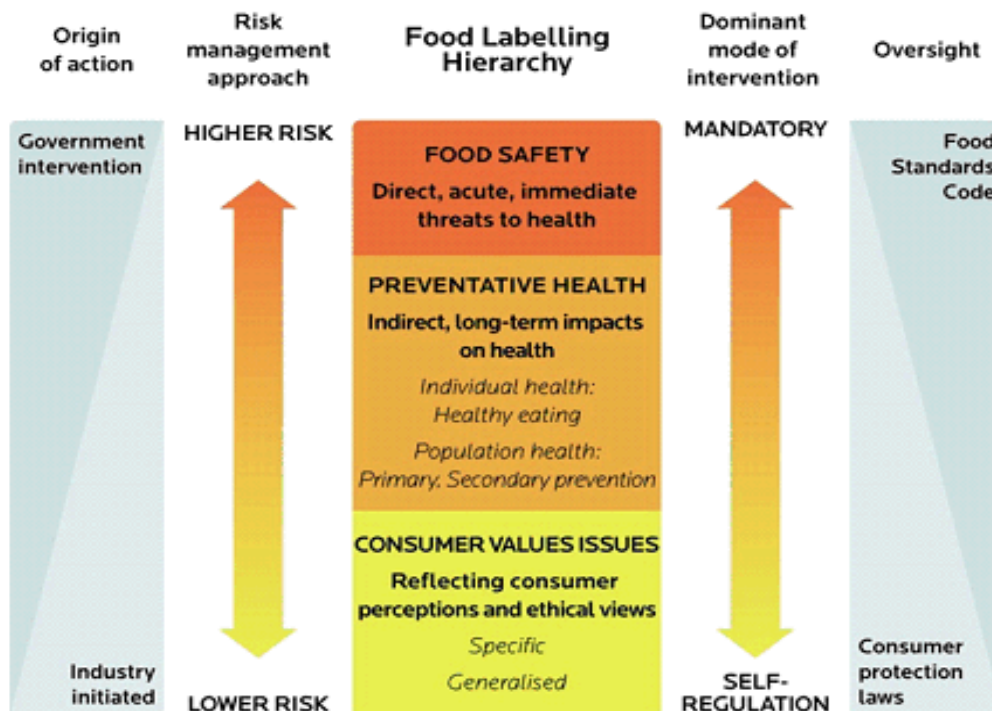 Origin
of action
Risk
management
approach
Food Labelling
Hierarchy
Dominant
mode of
intervention
Oversight
Government
intervention
HIGHER RISK
FOOD SAFETY
Direct, acute, immediate
threats to health
MANDATORY
Food
Standards
Code
PREVENTATIVE HEALTH
Indirect, long-term impacts
on health
Individual health:
Healthy eating
Population health:
Primary, Secondary prevention
CONSUMER VALUES ISSUES
Reflecting consumer
perceptions and ethical views
Specific
Generalised
Industry
initiated
LOWER RISK
SELF-
REGULATION
Consumer
protection
laws